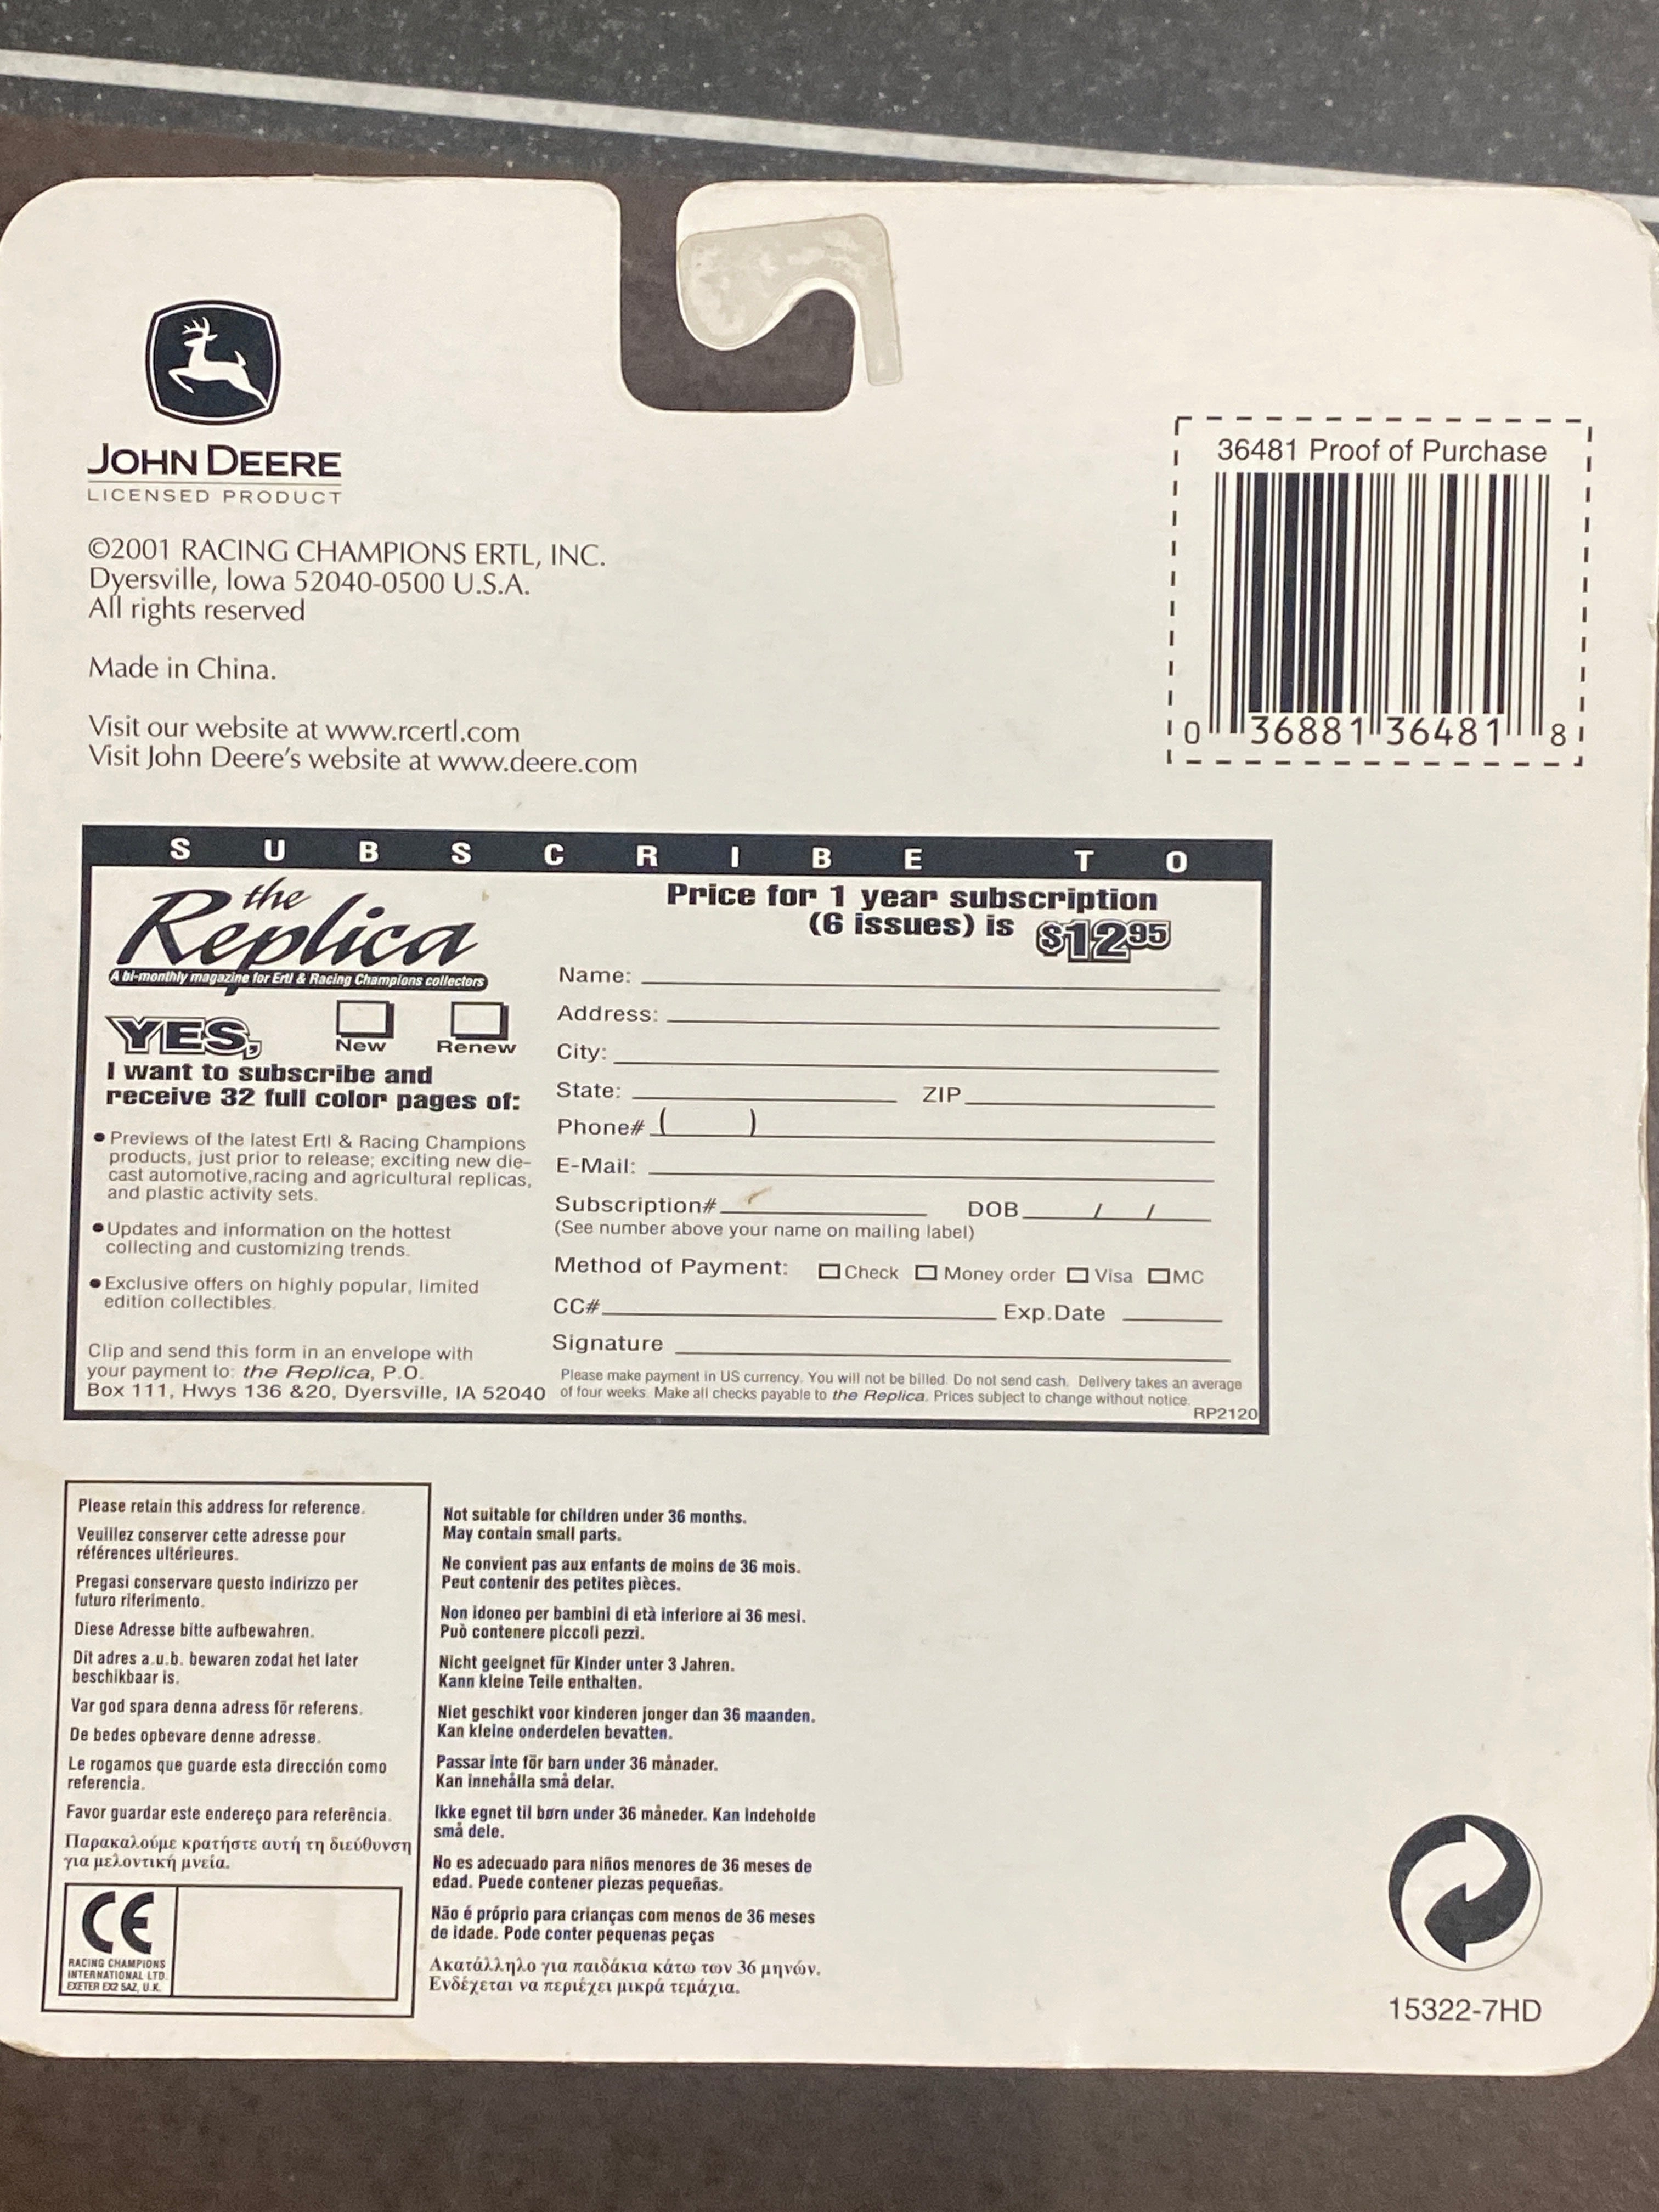 JOHN DEERE
LICENSED PRODUCT
©2001 RACING CHAMPIONS ERTL, INC.
Dyersville, Iowa 52040-0500 U.S.A.
All rights reserved
Made in China.
Visit our website at www.rcertl.com
Visit John Deere's website at www.deere.com
36481 Proof of Purchase
0 36881 36481 8
SUBSCRIBE TO
the
Replica
A bi-monthly magazine for Ertl & Racing Champions collectors
YES,
New Renew
I want to subscribe and
receive 32 full color pages of:
• Previews of the latest Ertl & Racing Champions
products, just prior to release; exciting new die-
cast automotive,racing and agricultural replicas,
and plastic activity sets.
• Updates and information on the hottest
collecting and customizing trends.
• Exclusive offers on highly popular, limited
edition collectibles.
Clip and send this form in an envelope with
your payment to: the Replica, P.O.
Box 111, Hwys 136 &20, Dyersville, IA 52040
Price for 1 year subscription
(6 issues) is $12 95
Name:
Address:
City:
State: ZIP
Phone# ( )
E-Mail:
Subscription# DOB / /
(See number above your name on mailing label)
Method of Payment: Check Money order Visa MC
CC# Exp.Date
Signature
Please make payment in US currency. You will not be billed. Do not send cash. Delivery takes an average
of four weeks. Make all checks payable to the Replica. Prices subject to change without notice.
RP2120
Please retain this address for reference.
Veuillez conserver cette adresse pour
références ultérieures.
Pregasi conservare questo indirizzo per
futuro riferimento.
Diese Adresse bitte aufbewahren.
Dit adres a.u.b. bewaren zodat het later
beschikbaar is.
Var god spara denna adress för referens.
De bedes opbevare denne adresse.
Le rogamos que guarde esta dirección como
referencia.
Favor guardar este endereço para referência.
Παρακαλούμε κρατήστε αυτή τη διεύθυνση
για μελοντική μνεία.
CE
RACING CHAMPIONS
INTERNATIONAL LTD.
EXETER EX2 5AZ, U.K.
Not suitable for children under 36 months.
May contain small parts.
Ne convient pas aux enfants de moins de 36 mois.
Peut contenir des petites pièces.
Non idoneo per bambini di età inferiore ai 36 mesi.
Può contenere piccoli pezzi.
Nicht geeignet für Kinder unter 3 Jahren.
Kann kleine Teile enthalten.
Niet geschikt voor kinderen jonger dan 36 maanden.
Kan kleine onderdelen bevatten.
Passar inte för barn under 36 månader.
Kan innehålla små delar.
Ikke egnet til børn under 36 måneder. Kan indeholde
små dele.
No es adecuado para niños menores de 36 meses de
edad. Puede contener piezas pequeñas.
Não é próprio para crianças com menos de 36 meses
de idade. Pode conter pequenas peças
Ακατάλληλο για παιδάκια κάτω των 36 μηνών.
Ενδέχεται να περιέχει μικρά τεμάχια.
15322-7HD